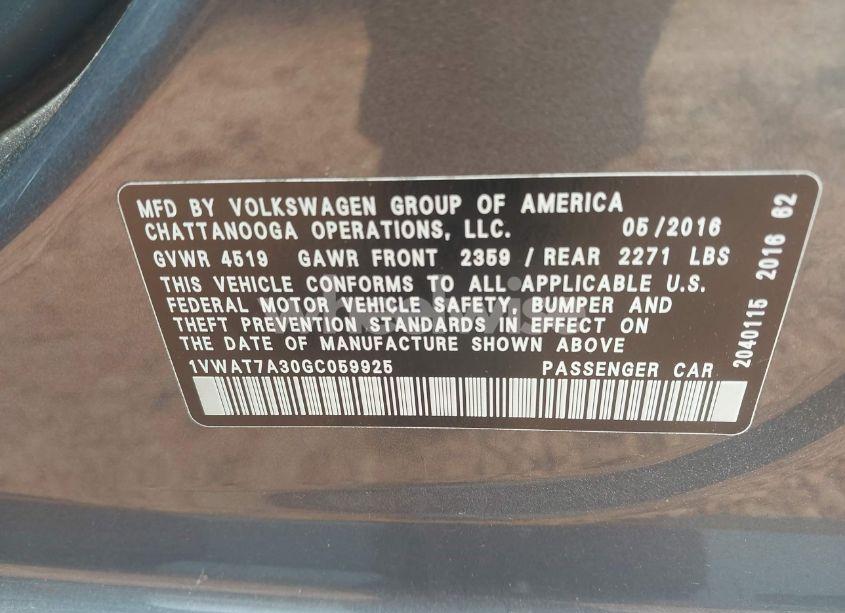 MFD BY VOLKSWAGEN GROUP OF AMERICA
CHATTANOOGA OPERATIONS, LLC. 05/2016
GVWR 4519 GAWR FRONT 2359 / REAR 2271 LBS
THIS VEHICLE CONFORMS TO ALL APPLICABLE U.S.
FEDERAL MOTOR VEHICLE SAFETY, BUMPER AND
THEFT PREVENTION STANDARDS IN EFFECT ON
THE DATE OF MANUFACTURE SHOWN ABOVE.
1VWAT7A30GC059925 PASSENGER CAR
2040115 2016 62